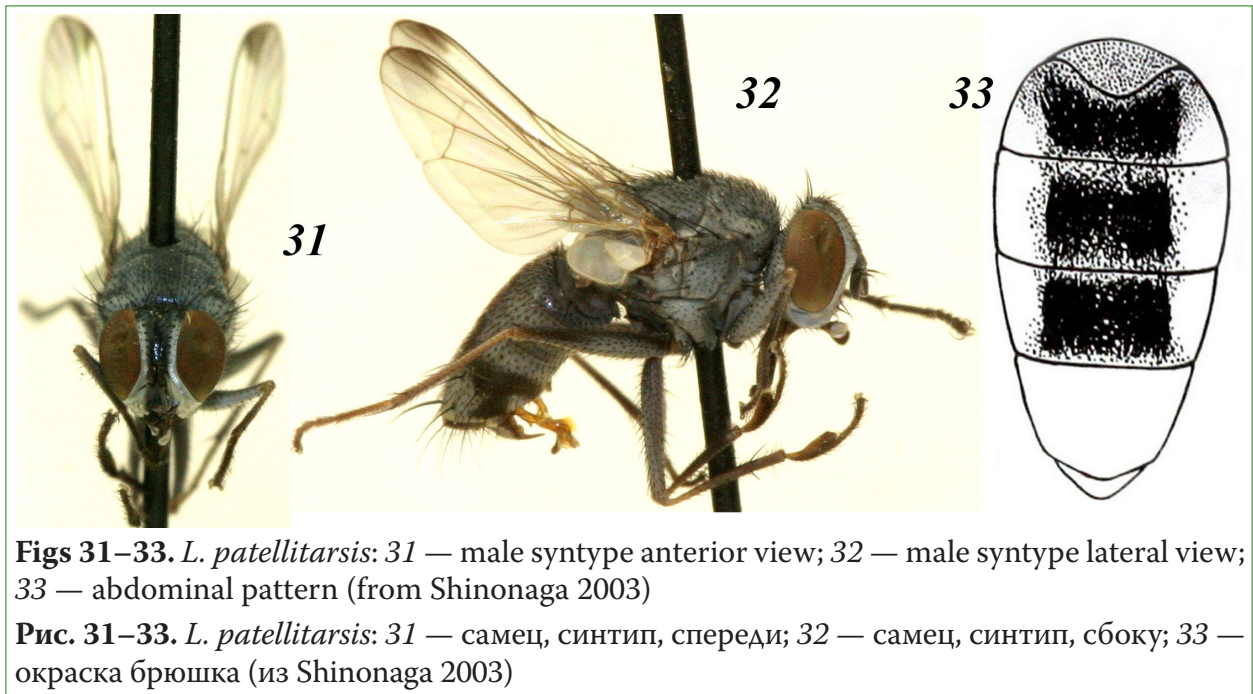 31
32
33
Figs 31–33. L. patellitarsis: 31 — male syntype anterior view; 32 — male syntype lateral view;
33 — abdominal pattern (from Shinonaga 2003)
Рис. 31–33. L. patellitarsis: 31 — самец, синтип, спереди; 32 — самец, синтип, сбоку; 33 —
окраска брюшка (из Shinonaga 2003)